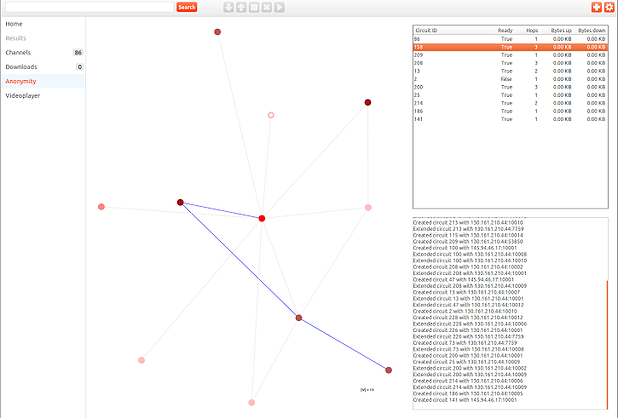 Search
Home
Results
Channels 86
Downloads 0
Anonymity
Videoplayer
Circuit ID Ready Hops Bytes up Bytes down
86 True 1 0.00 KB 0.00 KB
158 True 3 0.00 KB 0.00 KB
209 True 1 0.00 KB 0.00 KB
208 True 3 0.00 KB 0.00 KB
13 True 2 0.00 KB 0.00 KB
2 False 1 0.00 KB 0.00 KB
200 True 3 0.00 KB 0.00 KB
25 True 1 0.00 KB 0.00 KB
214 True 2 0.00 KB 0.00 KB
186 True 1 0.00 KB 0.00 KB
141 True 1 0.00 KB 0.00 KB
Created circuit 213 with 130.161.210.44:10010
Extended circuit 213 with 130.161.210.44:7759
Created circuit 115 with 130.161.210.44:10014
Created circuit 209 with 130.161.210.44:53850
Created circuit 100 with 145.94.46.17:10001
Extended circuit 100 with 130.161.210.44:10008
Extended circuit 100 with 130.161.210.44:10010
Created circuit 208 with 130.161.210.44:10002
Extended circuit 208 with 130.161.210.44:10001
Created circuit 47 with 145.94.46.17:10001
Extended circuit 208 with 130.161.210.44:10009
Created circuit 13 with 130.161.210.44:10007
Extended circuit 13 with 130.161.210.44:10001
Extended circuit 47 with 130.161.210.44:10012
Created circuit 2 with 130.161.210.44:10010
Created circuit 228 with 130.161.210.44:10012
Extended circuit 228 with 130.161.210.44:10006
Created circuit 226 with 130.161.210.44:10001
Extended circuit 226 with 130.161.210.44:7759
Created circuit 73 with 130.161.210.44:7759
Extended circuit 73 with 130.161.210.44:10008
Created circuit 200 with 130.161.210.44:10001
Created circuit 25 with 130.161.210.44:10009
Extended circuit 200 with 130.161.210.44:10002
Extended circuit 200 with 130.161.210.44:10009
Created circuit 214 with 130.161.210.44:10006
Extended circuit 214 with 130.161.210.44:10009
Created circuit 186 with 130.161.210.44:10005
Created circuit 141 with 145.94.46.17:10001